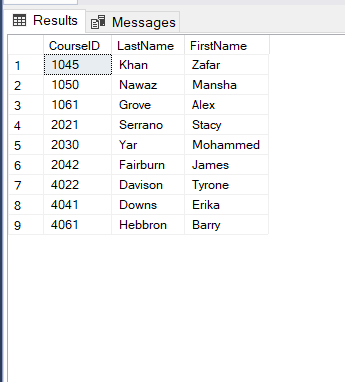 Results Messages
CourseID LastName FirstName
1 1045 Khan Zafar
2 1050 Nawaz Mansha
3 1061 Grove Alex
4 2021 Serrano Stacy
5 2030 Yar Mohammed
6 2042 Fairburn James
7 4022 Davison Tyrone
8 4041 Downs Erika
9 4061 Hebbron Barry